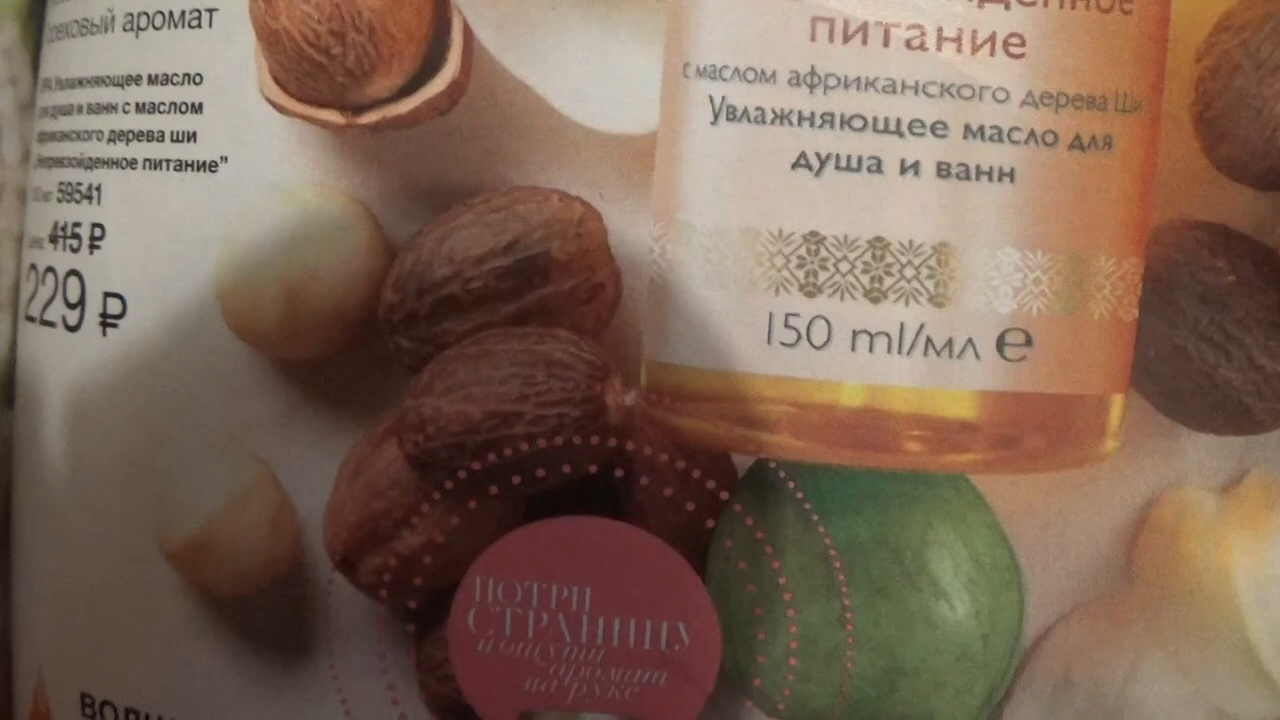 ореховый аромат
Увлажняющее масло
для душа и ванн с маслом
африканского дерева ши
"Непревзойденное питание"
59541
415 ₽
229 ₽
питание
с маслом африканского дерева Ши
Увлажняющее масло для
душа и ванн
150 ml/мл ℮
ПОТРИ
СТРАНИЦУ
и ощути
аромат
на руке